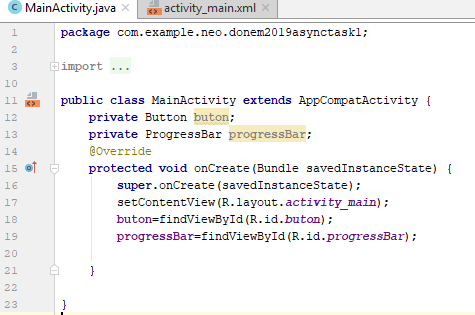 MainActivity.java × activity_main.xml ×
1 package com.example.neo.donem2019asynctask1;
2
3 import ...
10
11 public class MainActivity extends AppCompatActivity {
12 private Button buton;
13 private ProgressBar progressBar;
14 @Override
15 protected void onCreate(Bundle savedInstanceState) {
16 super.onCreate(savedInstanceState);
17 setContentView(R.layout.activity_main);
18 buton=findViewById(R.id.buton);
19 progressBar=findViewById(R.id.progressBar);
20
21 }
22
23 }